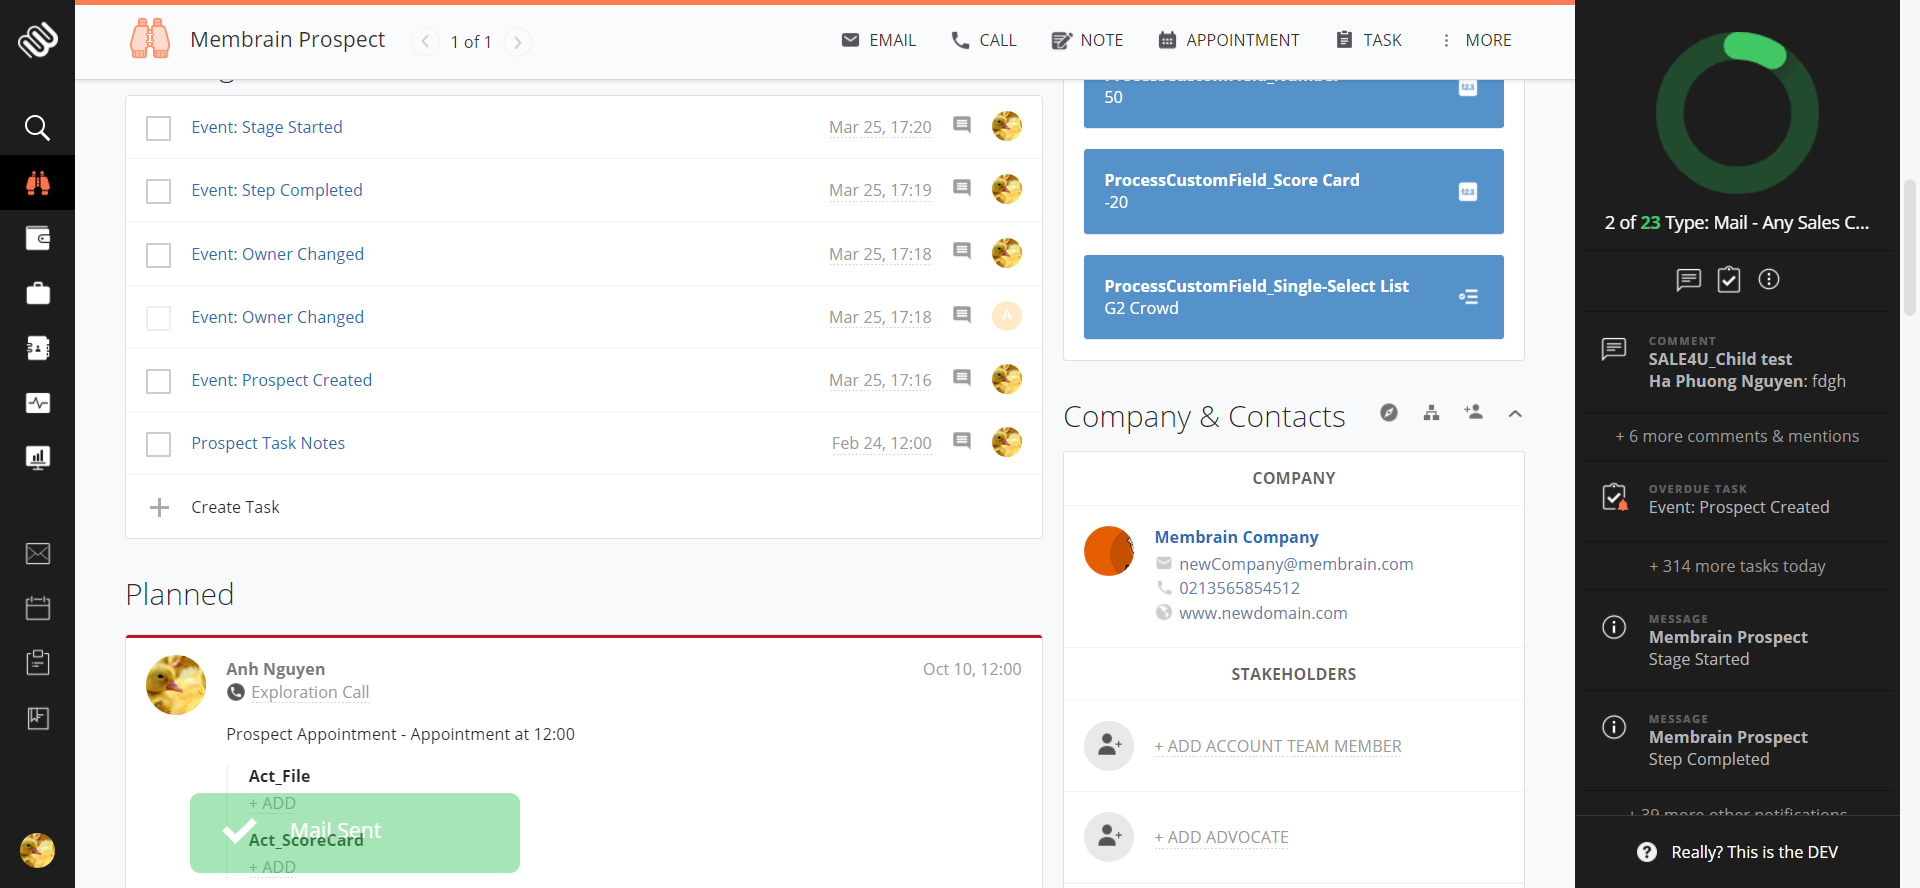 Membrain Prospect
1 of 1
EMAIL
CALL
NOTE
APPOINTMENT
TASK
MORE
Event: Stage Started
Mar 25, 17:20
Event: Step Completed
Mar 25, 17:19
Event: Owner Changed
Mar 25, 17:18
Event: Owner Changed
Mar 25, 17:18
A
Event: Prospect Created
Mar 25, 17:16
Prospect Task Notes
Feb 24, 12:00
Create Task
Planned
Anh Nguyen
Oct 10, 12:00
Exploration Call
Prospect Appointment - Appointment at 12:00
Act_File
+ ADD
Mail Sent
Act_ScoreCard
+ ADD
ProcessCustomField_Number
50
123
ProcessCustomField_Score Card
-20
123
ProcessCustomField_Single-Select List
G2 Crowd
Company & Contacts
COMPANY
Membrain Company
newCompany@membrain.com
0213565854512
www.newdomain.com
STAKEHOLDERS
+ ADD ACCOUNT TEAM MEMBER
+ ADD ADVOCATE
2 of 23 Type: Mail - Any Sales C...
COMMENT
SALE4U_Child test
Ha Phuong Nguyen: fdgh
+ 6 more comments & mentions
OVERDUE TASK
Event: Prospect Created
+ 314 more tasks today
MESSAGE
Membrain Prospect
Stage Started
MESSAGE
Membrain Prospect
Step Completed
+ 39 more other notifications
Really? This is the DEV